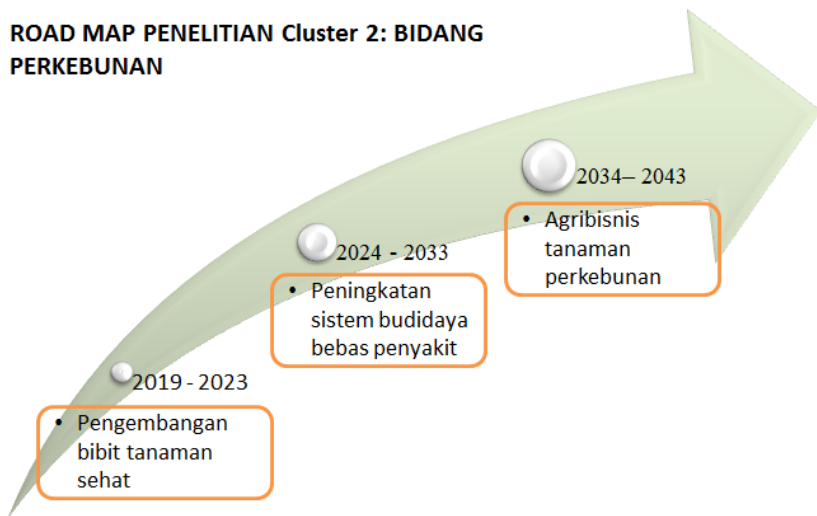 ROAD MAP PENELITIAN Cluster 2: BIDANG
PERKEBUNAN
2034– 2043
• Agribisnis
tanaman
perkebunan
2024 - 2033
• Peningkatan
sistem budidaya
bebas penyakit
2019 - 2023
• Pengembangan
bibit tanaman
sehat